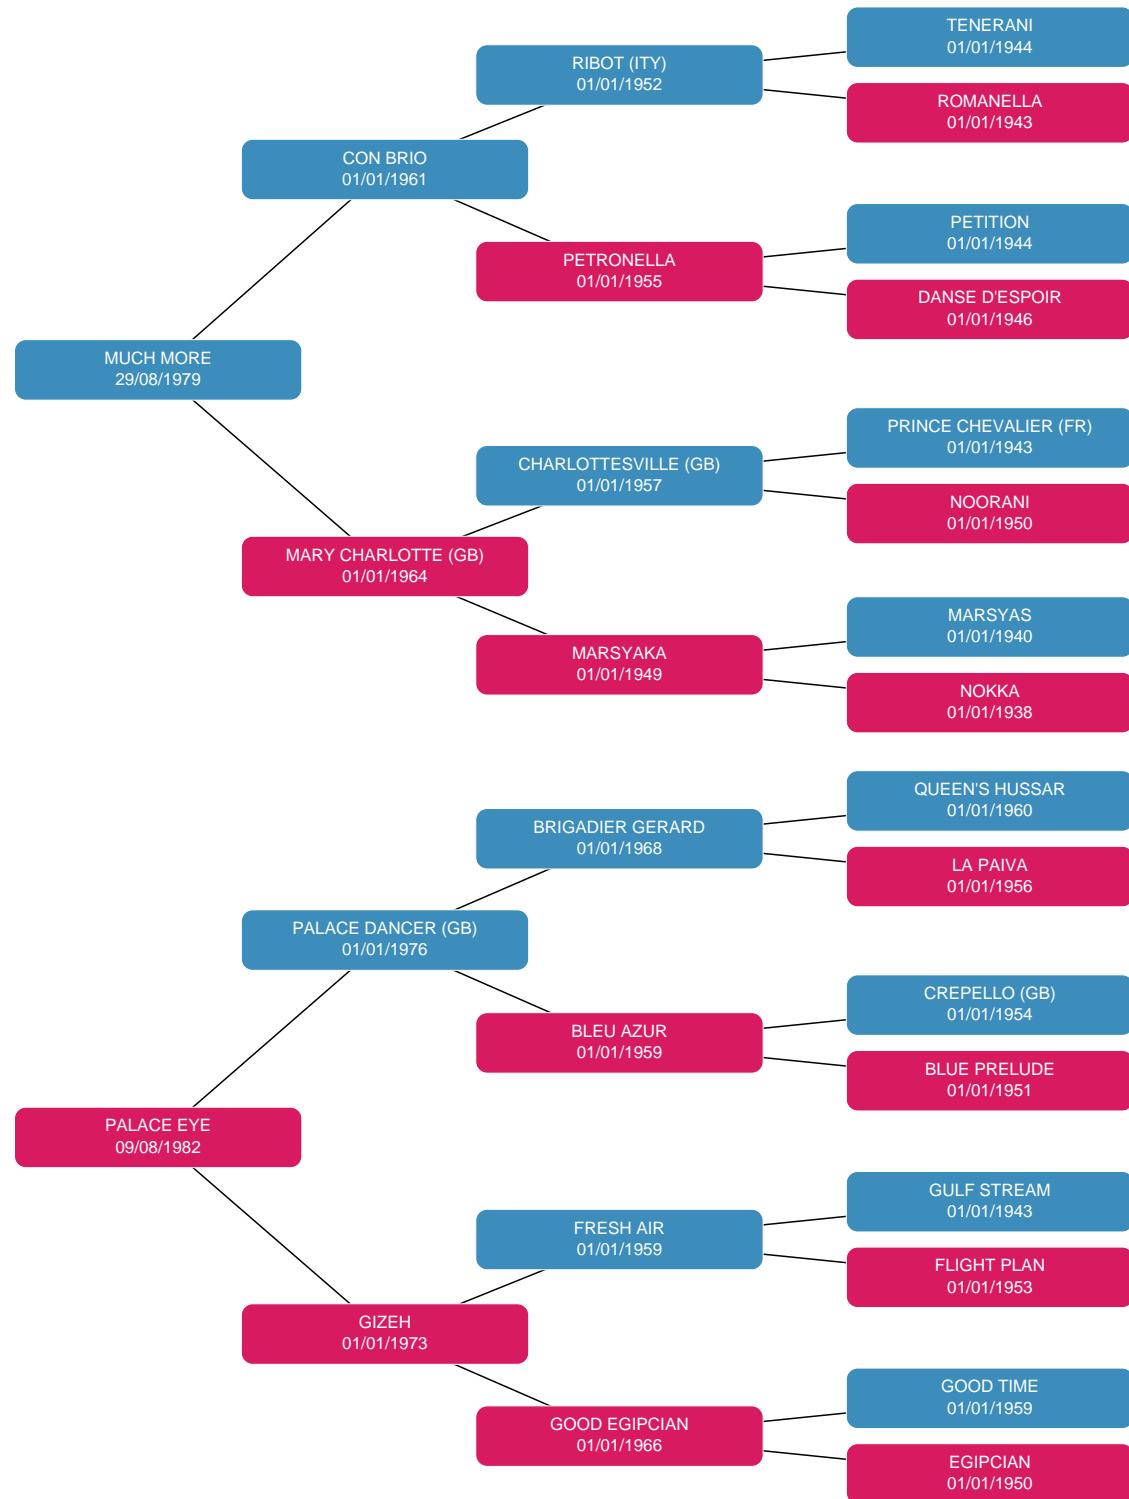 TENERANI
01/01/1944
RIBOT (ITY)
01/01/1952
ROMANELLA
01/01/1943
CON BRIO
01/01/1961
PETITION
01/01/1944
PETRONELLA
01/01/1955
DANSE D'ESPOIR
01/01/1946
MUCH MORE
29/08/1979
PRINCE CHEVALIER (FR)
01/01/1943
CHARLOTTESVILLE (GB)
01/01/1957
NOORANI
01/01/1950
MARY CHARLOTTE (GB)
01/01/1964
MARSYAS
01/01/1940
MARSYAKA
01/01/1949
NOKKA
01/01/1938
QUEEN'S HUSSAR
01/01/1960
BRIGADIER GERARD
01/01/1968
LA PAIVA
01/01/1956
PALACE DANCER (GB)
01/01/1976
CREPELLO (GB)
01/01/1954
BLEU AZUR
01/01/1959
BLUE PRELUDE
01/01/1951
PALACE EYE
09/08/1982
GULF STREAM
01/01/1943
FRESH AIR
01/01/1959
FLIGHT PLAN
01/01/1953
GIZEH
01/01/1973
GOOD TIME
01/01/1959
GOOD EGIPCIAN
01/01/1966
EGIPCIAN
01/01/1950